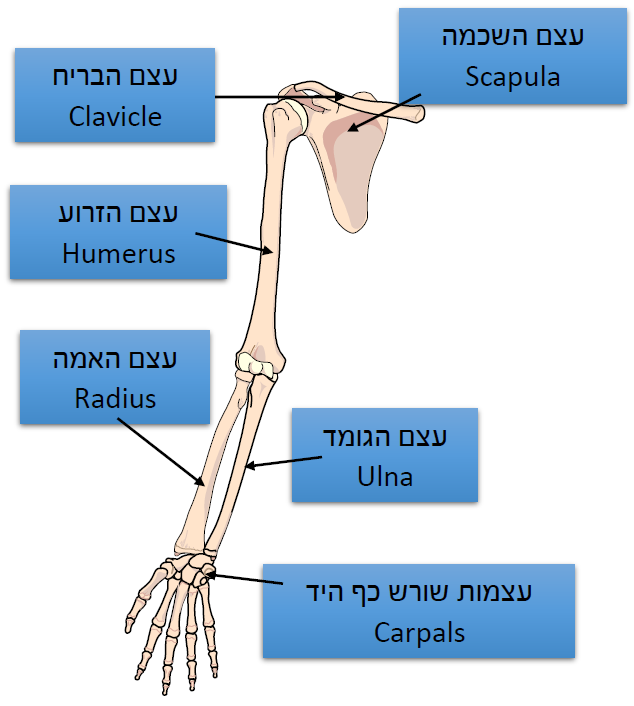 עצם השכמה
Scapula
עצם הבריח
Clavicle
עצם הזרוע
Humerus
עצם האמה
Radius
עצם הגומד
Ulna
עצמות שורש כף היד
Carpals